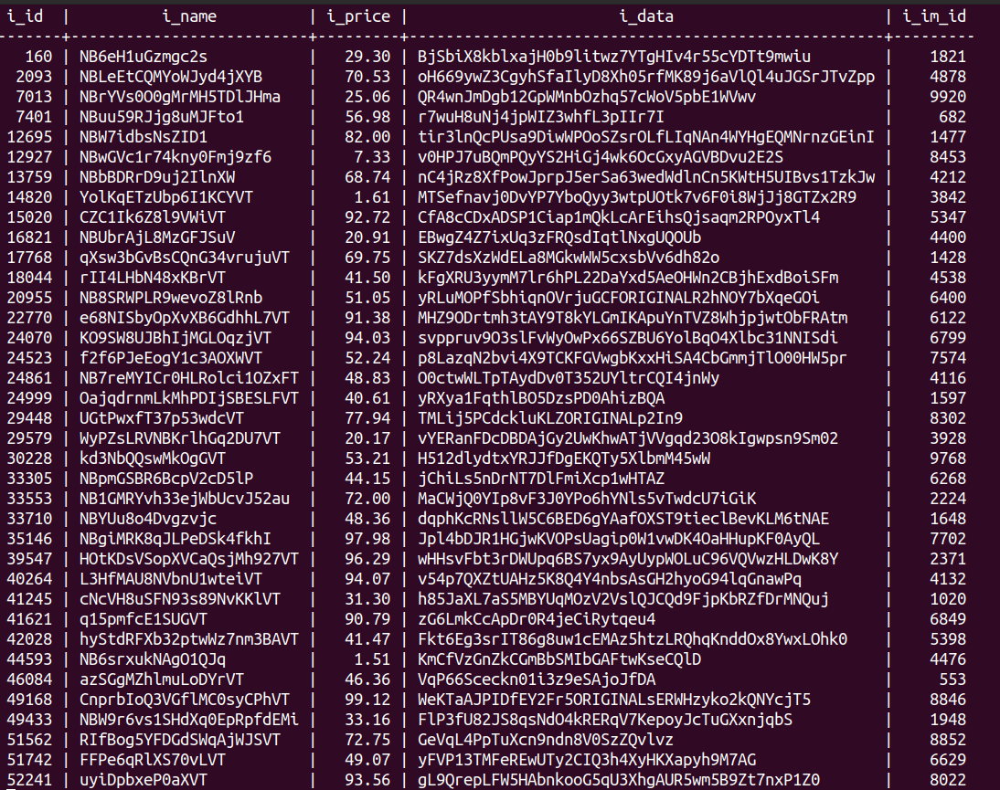 i_id | i_name | i_price | i_data | i_im_id
-------+---------------------------+---------+----------------------------------------------------+---------
160 | NB6eH1uGzmgc2s | 29.30 | BjSbiX8kblxajH0b9litwz7YTgHIv4r55cYDTt9mwiu | 1821
2093 | NBLeEtCQMYoWJyd4jXYB | 70.53 | oH669ywZ3CgyhSfaIlyD8Xh05rfMK89j6aVlQl4uJGSrJTvZpp | 4878
7013 | NBrYVs0O0gMrMH5TDlJHma | 25.06 | QR4wnJmDgb12GpWMnbOzhq57cWoV5pbE1WVwv | 9920
7401 | NBuu59RJjg8uMJFto1 | 56.98 | r7wuH8uNj4jpWIZ3whfL3pIIr7I | 682
12695 | NBW7idbsNsZID1 | 82.00 | tir3lnQcPUsa9DiwWPOoSZsrOLfLIqNAn4WYHgEQMNrnzGEinI | 1477
12927 | NBwGVc1r74kny0Fmj9zf6 | 7.33 | v0HPJ7uBQmPQyYS2HiGj4wk6OcGxyAGVBDvu2E2S | 8453
13759 | NBbBDRrD9uj2IlnXW | 68.74 | nC4jRz8XfPowJprpJ5erSa63wedWdlnCn5KWtH5UIBvs1TzkJw | 4212
14820 | YolKqETzUbp6I1KCYVT | 1.61 | MTSefnavj0DvYP7YboQyy3wtpUOtk7v6F0i8WjJj8GTZx2R9 | 3842
15020 | CZC1Ik6Z8l9VWiVT | 92.72 | CfA8cCDxADSP1Ciap1mQkLcArEihsQjsaqm2RPOyxTl4 | 5347
16821 | NBUbrAjL8MzGFJSuV | 20.91 | EBwgZ4Z7ixUq3zFRQsdIqtlNxgUQOUb | 4400
17768 | qXsw3bGvBsCQnG34vrujuVT | 69.75 | SKZ7dsXzWdELa8MGkwWW5cxsbVv6dh82o | 1428
18044 | rII4LHbN48xKBrVT | 41.50 | kFgXRU3yymM7lr6hPL22DaYxd5AeOHWn2CBjhExdBoiSFm | 4538
20955 | NB8SRWPLR9wevoZ8lRnb | 51.05 | yRLuMOPfSbhiqnOVrjuGCFORIGINALR2hNOY7bXqeGOi | 6400
22770 | e68NISbyOpXvXB6GdhhL7VT | 91.38 | MHZ9ODrtmh3tAY9T8kYLGmIKApuYnTVZ8WhjpjwtObFRAtm | 6122
24070 | KO9SW8UJBhIjMGLOqzjVT | 94.03 | svppruv9O3slFvWyOwPx66SZBU6YolBqO4Xlbc31NNISdi | 6799
24523 | f2f6PJeEogY1c3AOXWVT | 52.24 | p8LazqN2bvi4X9TCKFGVwgbKxxHiSA4CbGmmjTlO00HW5pr | 7574
24861 | NB7reMYICr0HLRolci1OZxFT | 48.83 | O0ctwWLTpTAydDv0T352UYltrCQI4jnWy | 4116
24999 | OajqdrnmLkMhPDIjSBESLFVT | 40.61 | yRXya1FqthlBO5DzsPD0AhizBQA | 1597
29448 | UGtPwxfT37p53wdcVT | 77.94 | TMLij5PCdckluKLZORIGINALp2In9 | 8302
29579 | WyPZsLRVNBKrlhGq2DU7VT | 20.17 | vYERanFDcDBDAjGy2UwKhwATjVVgqd23O8kIgwpsn9Sm02 | 3928
30228 | kd3NbQQswMkOgGVT | 53.21 | H512dlydtxYRJJfDgEKQTy5XlbmM45wW | 9768
33305 | NBpmGSBR6BcpV2cD5lP | 44.15 | jChiLs5nDrNT7DlFmiXcp1wHTAZ | 6268
33553 | NB1GMRYvh33ejWbUcvJ52au | 72.00 | MaCWjQ0YIp8vF3J0YPo6hYNls5vTwdcU7iGiK | 2224
33710 | NBYUu8o4Dvgzvjc | 48.36 | dqphKcRNsllW5C6BED6gYAafOXST9tieclBevKLM6tNAE | 1648
35146 | NBgiMRK8qJLPeDSk4fkhI | 97.98 | Jpl4bDJR1HGjwKVOPsUagip0W1vwDK4OaHHupKF0AyQL | 7702
39547 | HOtKDsVSopXVCaQsjMh927VT | 96.29 | wHHsvFbt3rDWUpq6BS7yx9AyUypWOLuC96VQVwzHLDwK8Y | 2371
40264 | L3HfMAU8NVbnU1wteiVT | 94.07 | v54p7QXZtUAHz5K8Q4Y4nbsAsGH2hyoG94lqGnawPq | 4132
41245 | cNcVH8uSFN93s89NvKKlVT | 31.30 | h85JaXL7aS5MBYUqMOzV2VslQJCQd9FjpKbRZfDrMNQuj | 1020
41621 | q15pmfcE1SUGVT | 90.79 | zG6LmkCcApDr0R4jeCiRytqeu4 | 6849
42028 | hyStdRFXb32ptwWz7nm3BAVT | 41.47 | Fkt6Eg3srIT86g8uw1cEMAz5htzLRQhqKnddOx8YwxLOhk0 | 5398
44593 | NB6srxukNAgO1QJq | 1.51 | KmCfVzGnZkCGmBbSMIbGAFtwKseCQlD | 4476
46084 | azSGgMZhlmuLoDYrVT | 46.36 | VqP66Sceckn01i3z9eSAjoJfDA | 553
49168 | CnprbIoQ3VGflMC0syCPhVT | 99.12 | WeKTaAJPIDfEY2Fr5ORIGINALsERWHzyko2kQNYcjT5 | 8846
49433 | NBW9r6vs1SHdXq0EpRpfdEMi | 33.16 | FlP3fU82JS8qsNdO4kRERqV7KepoyJcTuGXxnjqbS | 1948
51562 | RIfBog5YFDGdSWqAjWJSVT | 72.75 | GeVqL4PpTuXcn9ndn8V0SzZQvlvz | 8852
51742 | FFPe6qRlXS70vLVT | 49.07 | yFVP13TMFeREwUTy2CIQ3h4XyHKXapyh9M7AG | 6629
52241 | uyiDpbxeP0aXVT | 93.56 | gL9QrepLFW5HAbnkooG5qU3XhgAUR5wm5B9Zt7nxP1Z0 | 8022